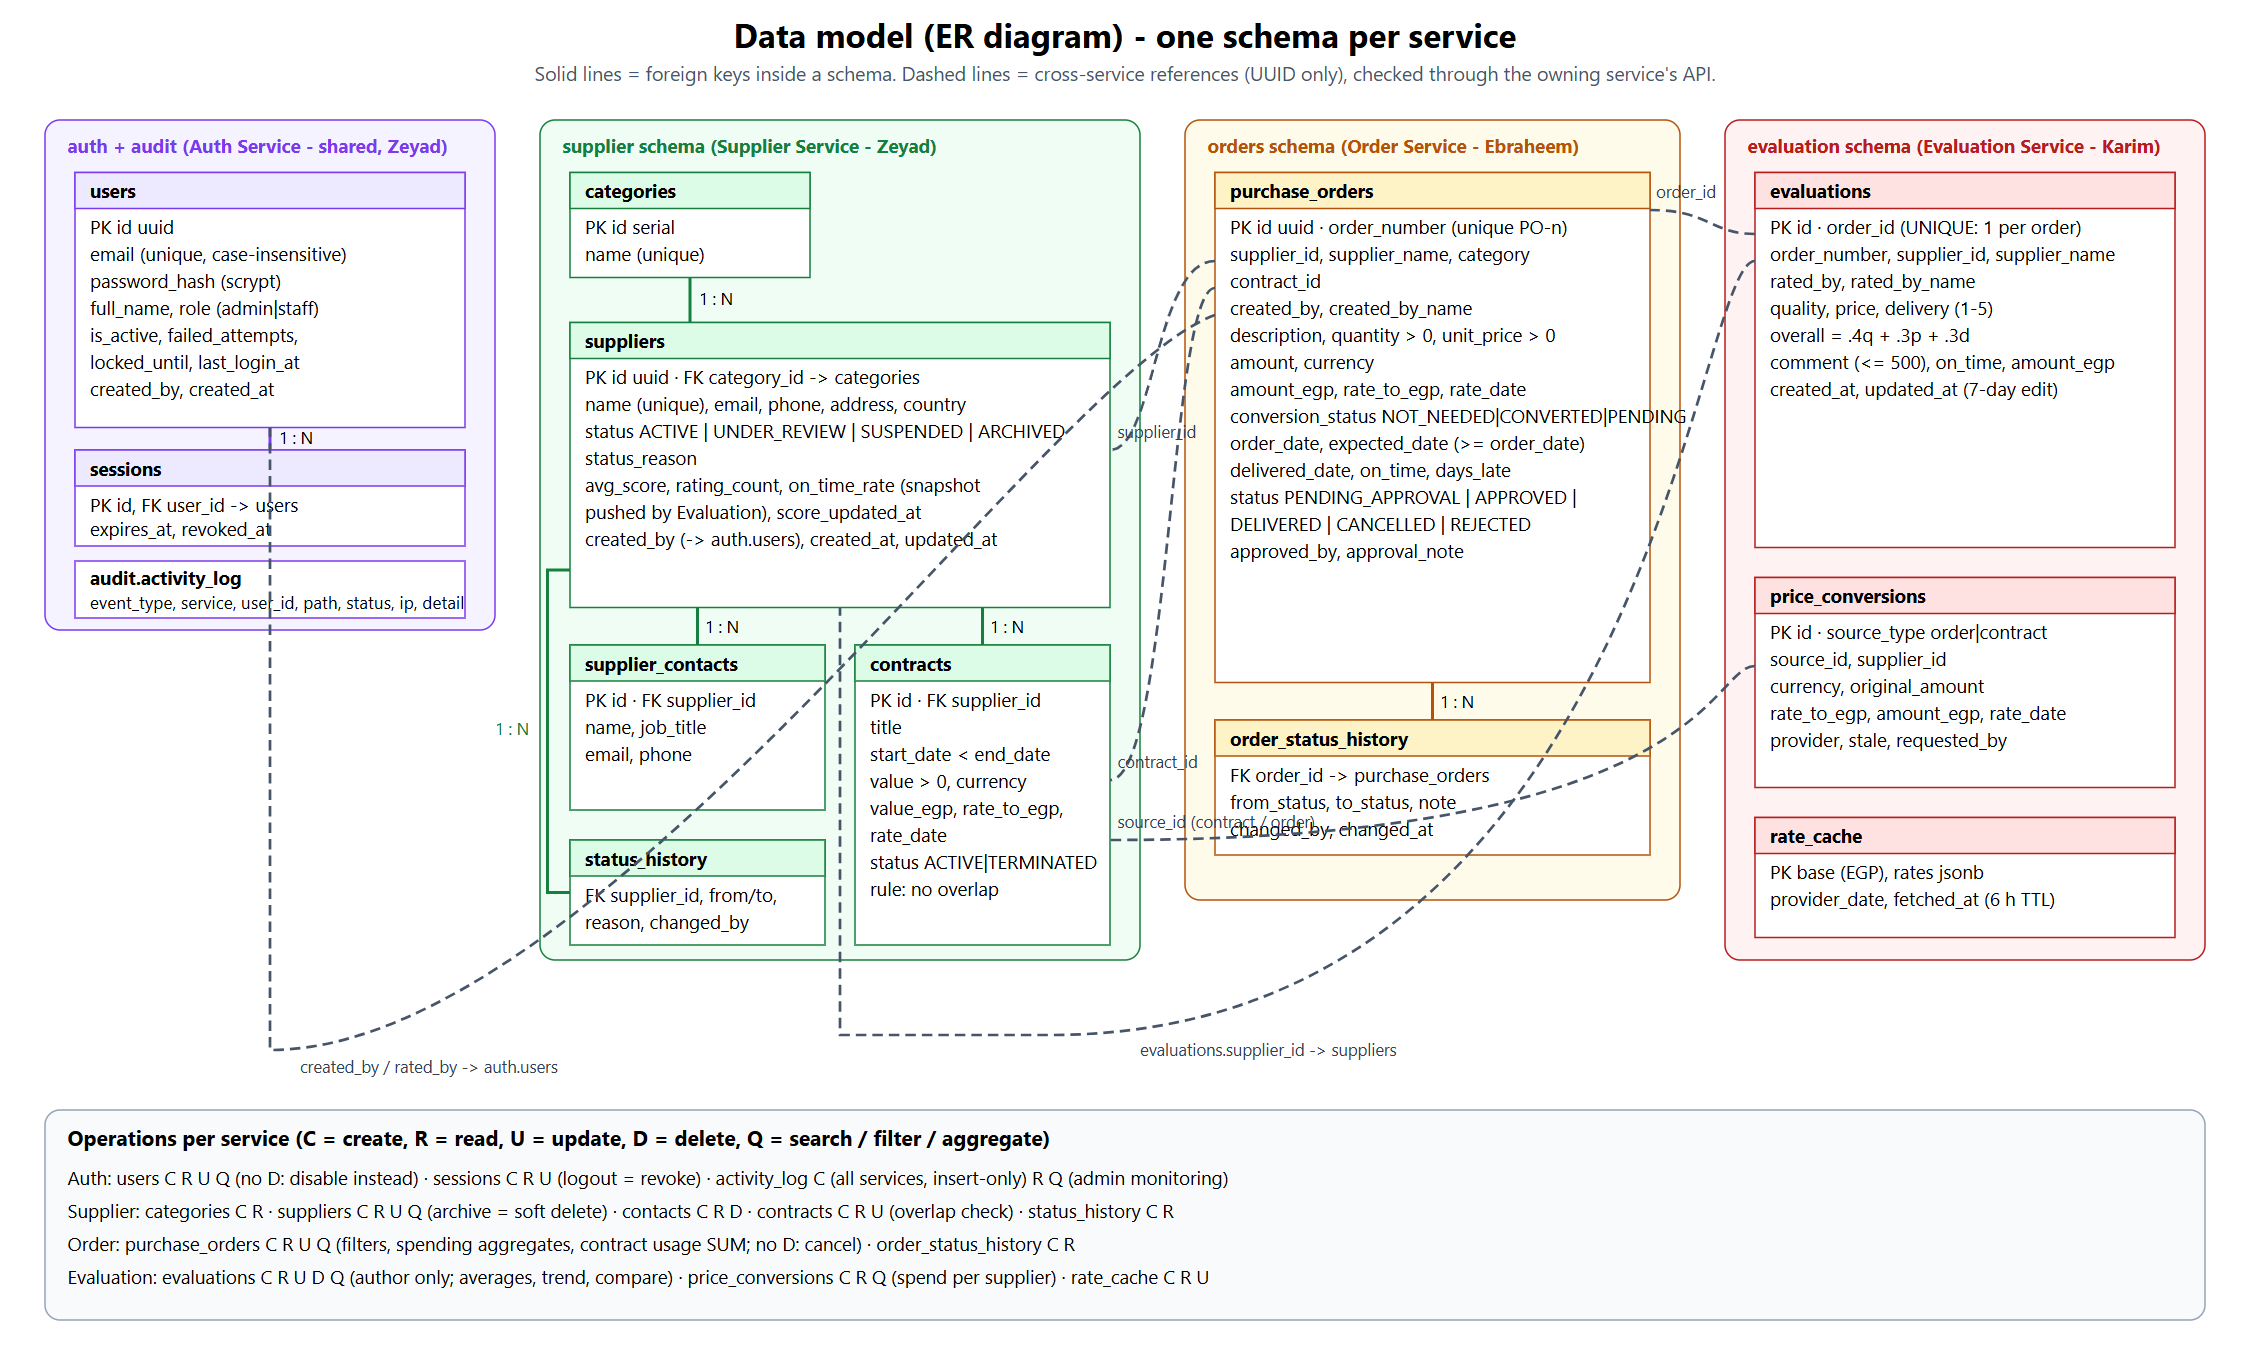 Data model (ER diagram) - one schema per service
Solid lines = foreign keys inside a schema. Dashed lines = cross-service references (UUID only), checked through the owning service's API.
auth + audit (Auth Service - shared, Zeyad)
users
PK id uuid
email (unique, case-insensitive)
password_hash (scrypt)
full_name, role (admin|staff)
is_active, failed_attempts,
locked_until, last_login_at
created_by, created_at
1 : N
sessions
PK id, FK user_id -> users
expires_at, revoked_at
audit.activity_log
event_type, service, user_id, path, status, ip, detail
supplier schema (Supplier Service - Zeyad)
categories
PK id serial
name (unique)
1 : N
suppliers
PK id uuid · FK category_id -> categories
name (unique), email, phone, address, country
status ACTIVE | UNDER_REVIEW | SUSPENDED | ARCHIVED
status_reason
avg_score, rating_count, on_time_rate (snapshot
pushed by Evaluation), score_updated_at
created_by (-> auth.users), created_at, updated_at
1 : N
1 : N
1 : N
supplier_contacts
PK id · FK supplier_id
name, job_title
email, phone
status_history
FK supplier_id, from/to,
reason, changed_by
contracts
PK id · FK supplier_id
title
start_date < end_date
value > 0, currency
value_egp, rate_to_egp,
rate_date
status ACTIVE|TERMINATED
rule: no overlap
supplier_id
contract_id
source_id (contract / order)
orders schema (Order Service - Ebraheem)
purchase_orders
PK id uuid · order_number (unique PO-n)
supplier_id, supplier_name, category
contract_id
created_by, created_by_name
description, quantity > 0, unit_price > 0
amount, currency
amount_egp, rate_to_egp, rate_date
conversion_status NOT_NEEDED|CONVERTED|PENDING
order_date, expected_date (>= order_date)
delivered_date, on_time, days_late
status PENDING_APPROVAL | APPROVED |
DELIVERED | CANCELLED | REJECTED
approved_by, approval_note
1 : N
order_status_history
FK order_id -> purchase_orders
from_status, to_status, note
changed_by, changed_at
order_id
evaluation schema (Evaluation Service - Karim)
evaluations
PK id · order_id (UNIQUE: 1 per order)
order_number, supplier_id, supplier_name
rated_by, rated_by_name
quality, price, delivery (1-5)
overall = .4q + .3p + .3d
comment (<= 500), on_time, amount_egp
created_at, updated_at (7-day edit)
price_conversions
PK id · source_type order|contract
source_id, supplier_id
currency, original_amount
rate_to_egp, amount_egp, rate_date
provider, stale, requested_by
rate_cache
PK base (EGP), rates jsonb
provider_date, fetched_at (6 h TTL)
created_by / rated_by -> auth.users
evaluations.supplier_id -> suppliers
Operations per service (C = create, R = read, U = update, D = delete, Q = search / filter / aggregate)
Auth: users C R U Q (no D: disable instead) · sessions C R U (logout = revoke) · activity_log C (all services, insert-only) R Q (admin monitoring)
Supplier: categories C R · suppliers C R U Q (archive = soft delete) · contacts C R D · contracts C R U (overlap check) · status_history C R
Order: purchase_orders C R U Q (filters, spending aggregates, contract usage SUM; no D: cancel) · order_status_history C R
Evaluation: evaluations C R U D Q (author only; averages, trend, compare) · price_conversions C R Q (spend per supplier) · rate_cache C R U